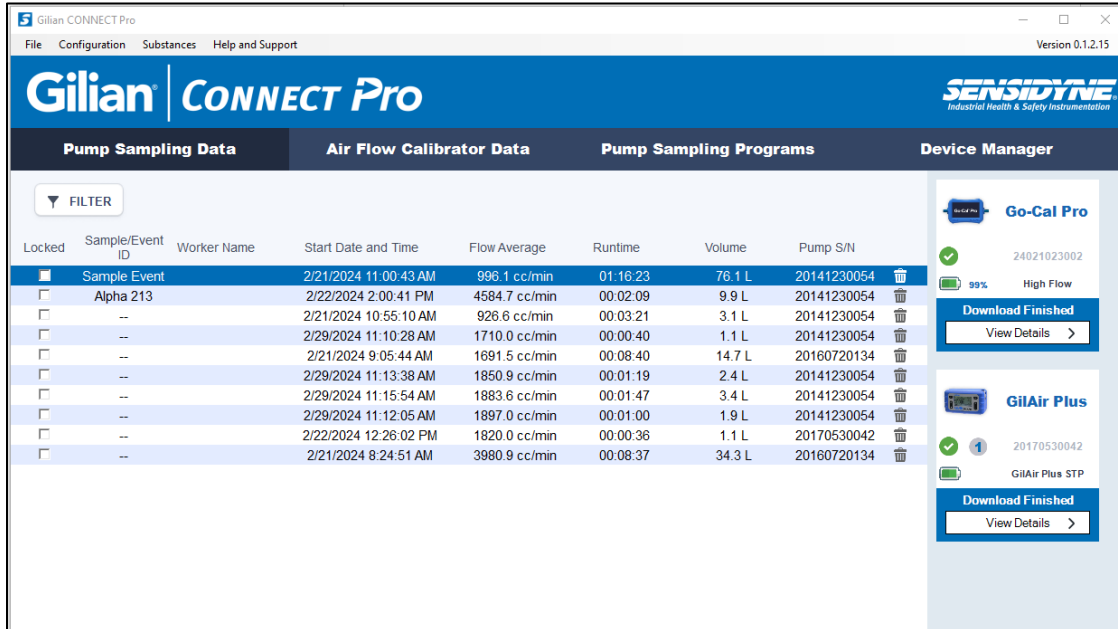 Gilian CONNECT Pro
File Configuration Substances Help and Support Version 0.1.2.15
Gilian® CONNECT Pro
SENSIDYNE®
Industrial Health & Safety Instrumentation
Pump Sampling Data Air Flow Calibrator Data Pump Sampling Programs Device Manager
FILTER
Locked Sample/Event ID Worker Name Start Date and Time Flow Average Runtime Volume Pump S/N
Sample Event 2/21/2024 11:00:43 AM 996.1 cc/min 01:16:23 76.1 L 20141230054
Alpha 213 2/22/2024 2:00:41 PM 4584.7 cc/min 00:02:09 9.9 L 20141230054
-- 2/21/2024 10:55:10 AM 926.6 cc/min 00:03:21 3.1 L 20141230054
-- 2/29/2024 11:10:28 AM 1710.0 cc/min 00:00:40 1.1 L 20141230054
-- 2/21/2024 9:05:44 AM 1691.5 cc/min 00:08:40 14.7 L 20160720134
-- 2/29/2024 11:13:38 AM 1850.9 cc/min 00:01:19 2.4 L 20141230054
-- 2/29/2024 11:15:54 AM 1883.6 cc/min 00:01:47 3.4 L 20141230054
-- 2/29/2024 11:12:05 AM 1897.0 cc/min 00:01:00 1.9 L 20141230054
-- 2/22/2024 12:26:02 PM 1820.0 cc/min 00:00:36 1.1 L 20170530042
-- 2/21/2024 8:24:51 AM 3980.9 cc/min 00:08:37 34.3 L 20160720134
Go-Cal Pro
Go-Cal Pro
24021023002
99% High Flow
Download Finished
View Details >
GilAir Plus
1 20170530042
GilAir Plus STP
Download Finished
View Details >